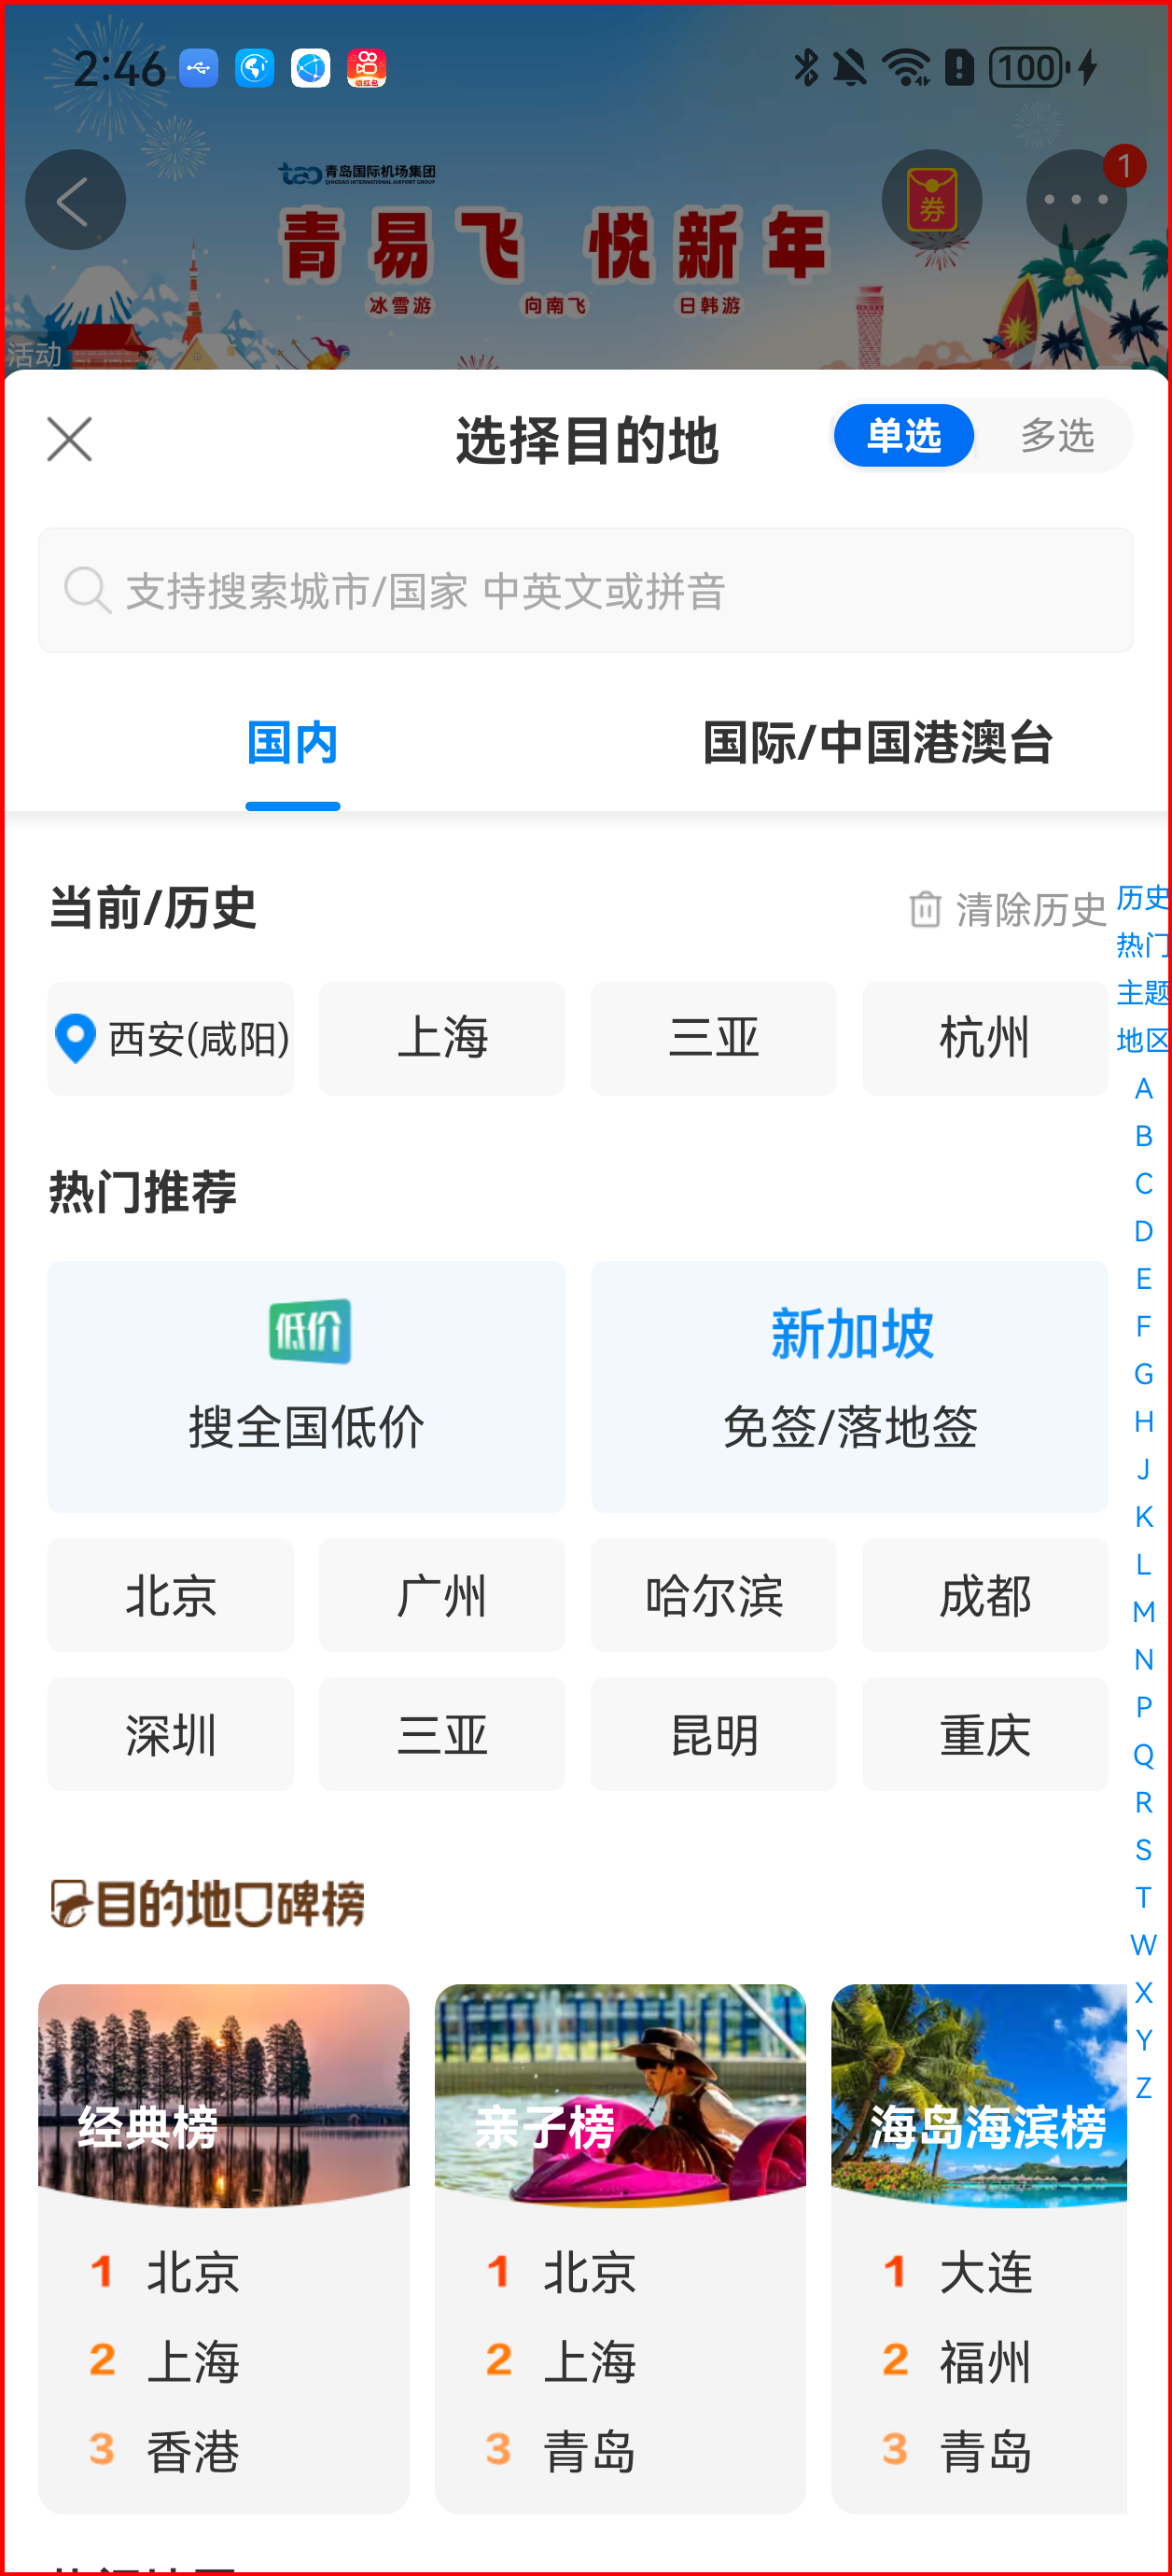 2:46
领红包
100
青岛国际机场集团
QINGDAO INTERNATIONAL AIRPORT GROUP
青易飞 悦新年
冰雪游 向南飞 日韩游
券
1
活动
选择目的地
单选 多选
支持搜索城市/国家 中英文或拼音
国内 国际/中国港澳台
当前/历史 清除历史
西安(咸阳) 上海 三亚 杭州
热门推荐
低价
搜全国低价
新加坡
免签/落地签
北京 广州 哈尔滨 成都
深圳 三亚 昆明 重庆
目的地口碑榜
经典榜
1 北京
2 上海
3 香港
亲子榜
1 北京
2 上海
3 青岛
海岛海滨榜
1 大连
2 福州
3 青岛
历史
热门
主题
地区
A
B
C
D
E
F
G
H
J
K
L
M
N
P
Q
R
S
T
W
X
Y
Z